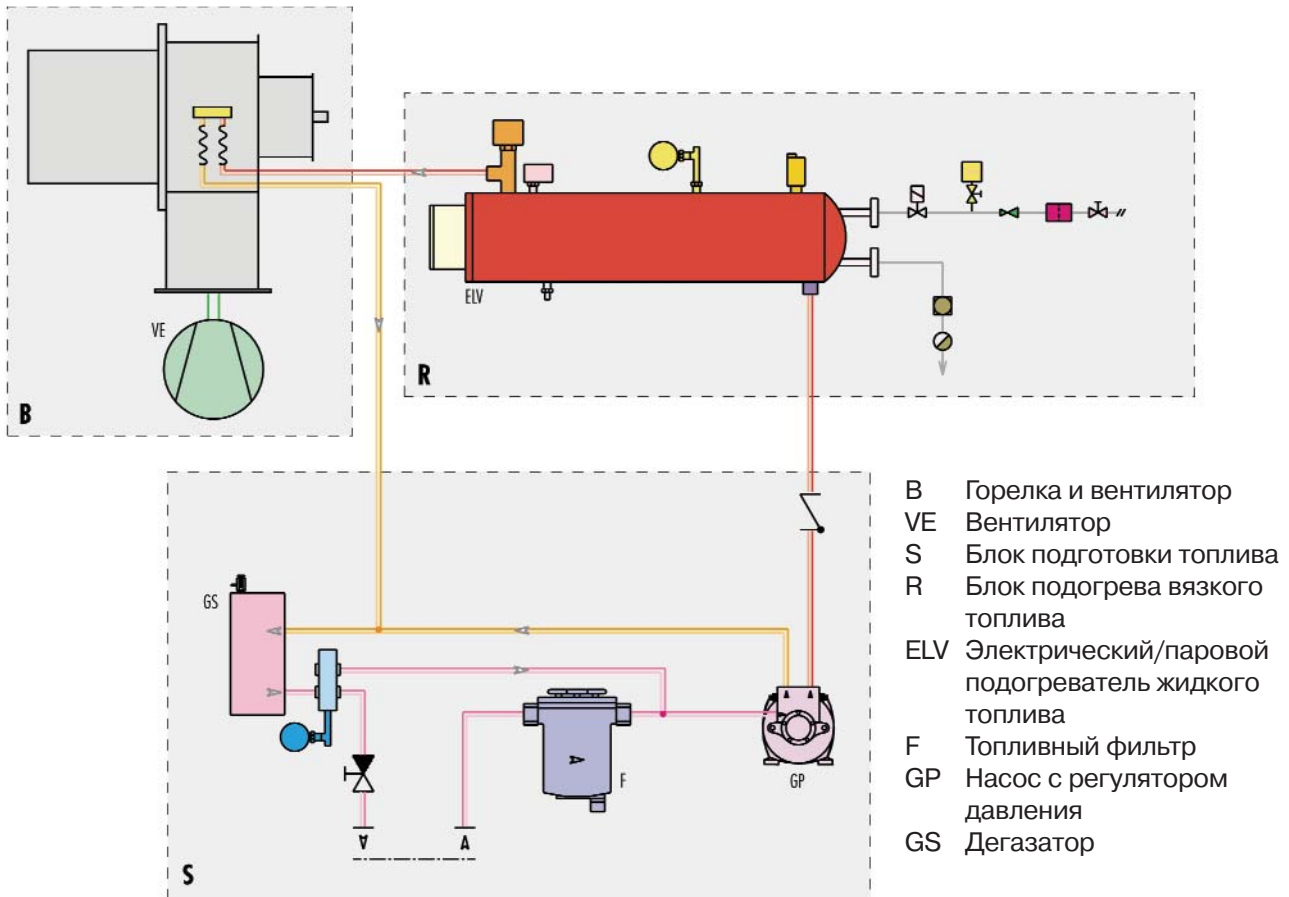 VE
B
ELV
R
GS
F
GP
S
B Горелка и вентилятор
VE Вентилятор
S Блок подготовки топлива
R Блок подогрева вязкого
топлива
ELV Электрический/паровой
подогреватель жидкого
топлива
F Топливный фильтр
GP Насос с регулятором
давления
GS Дегазатор